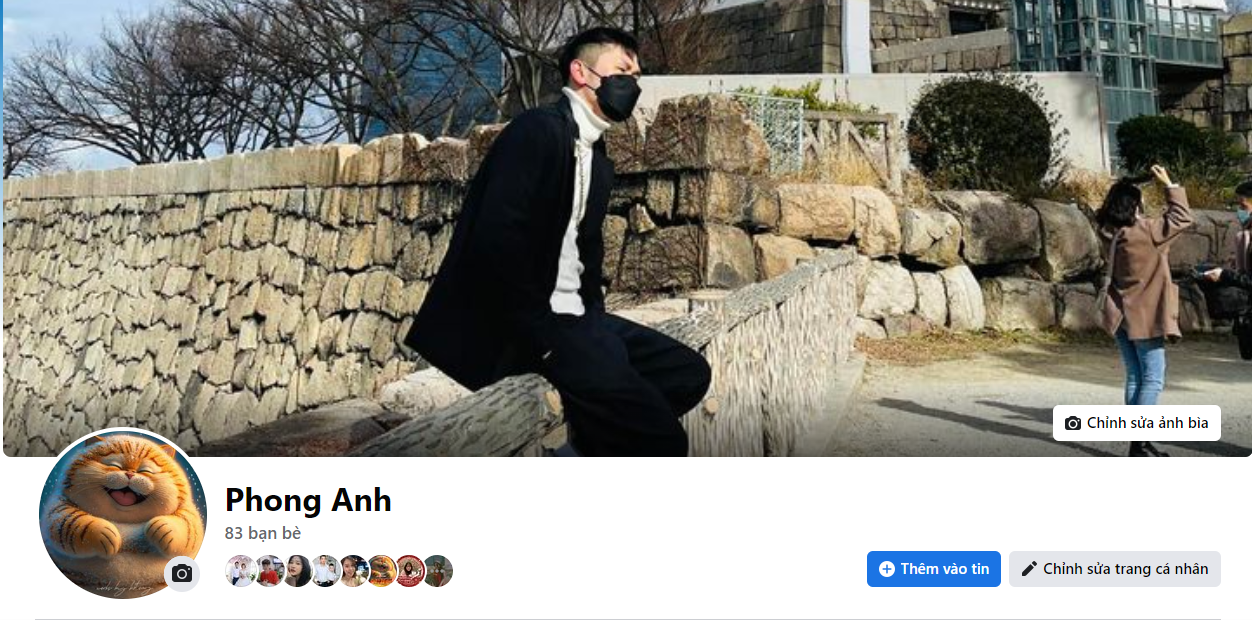 Chỉnh sửa ảnh bìa
Phong Anh
83 bạn bè
Thêm vào tin
Chỉnh sửa trang cá nhân